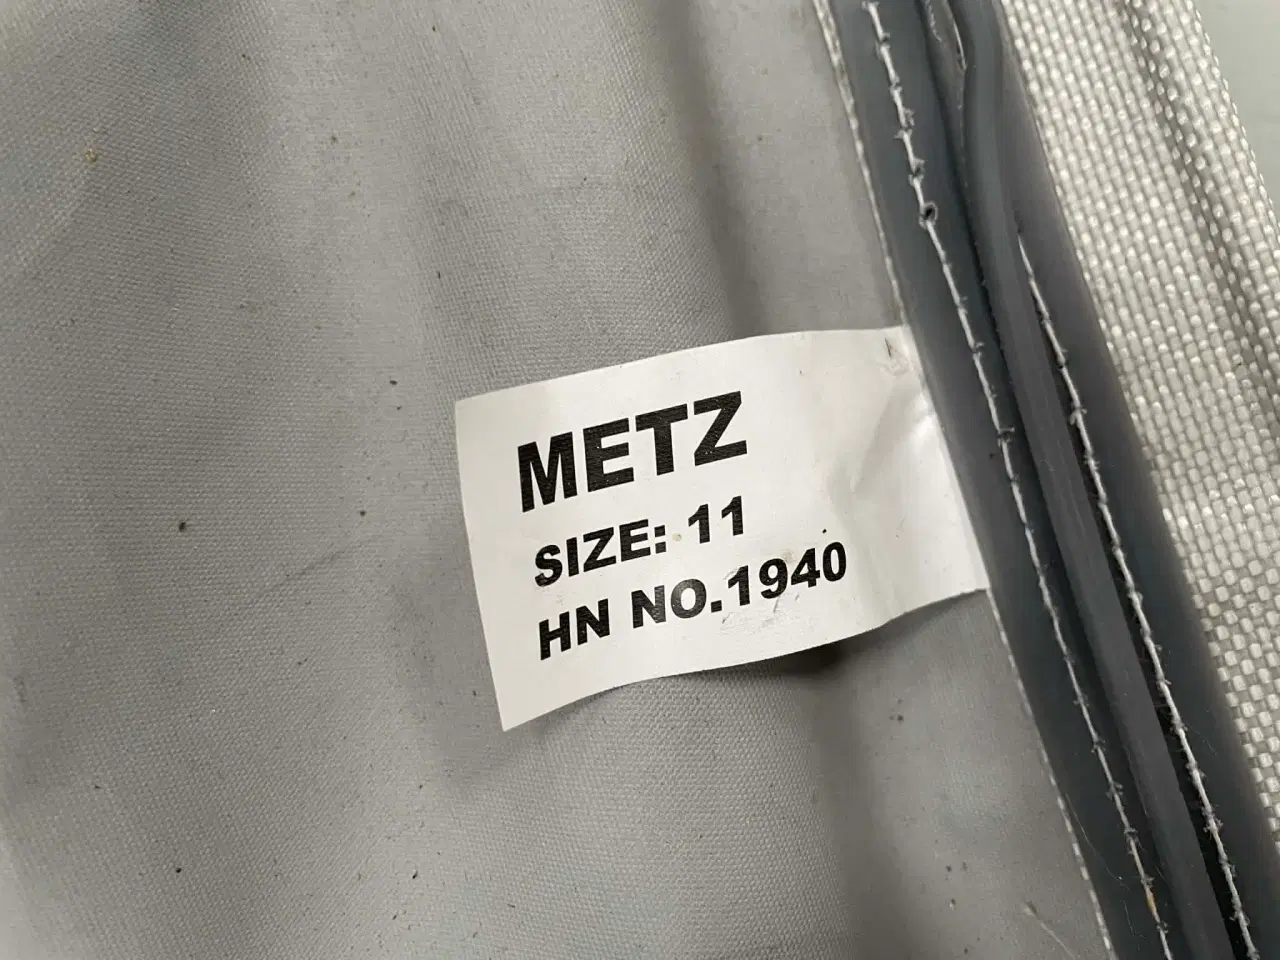 METZ
SIZE: 11
HN NO.1940